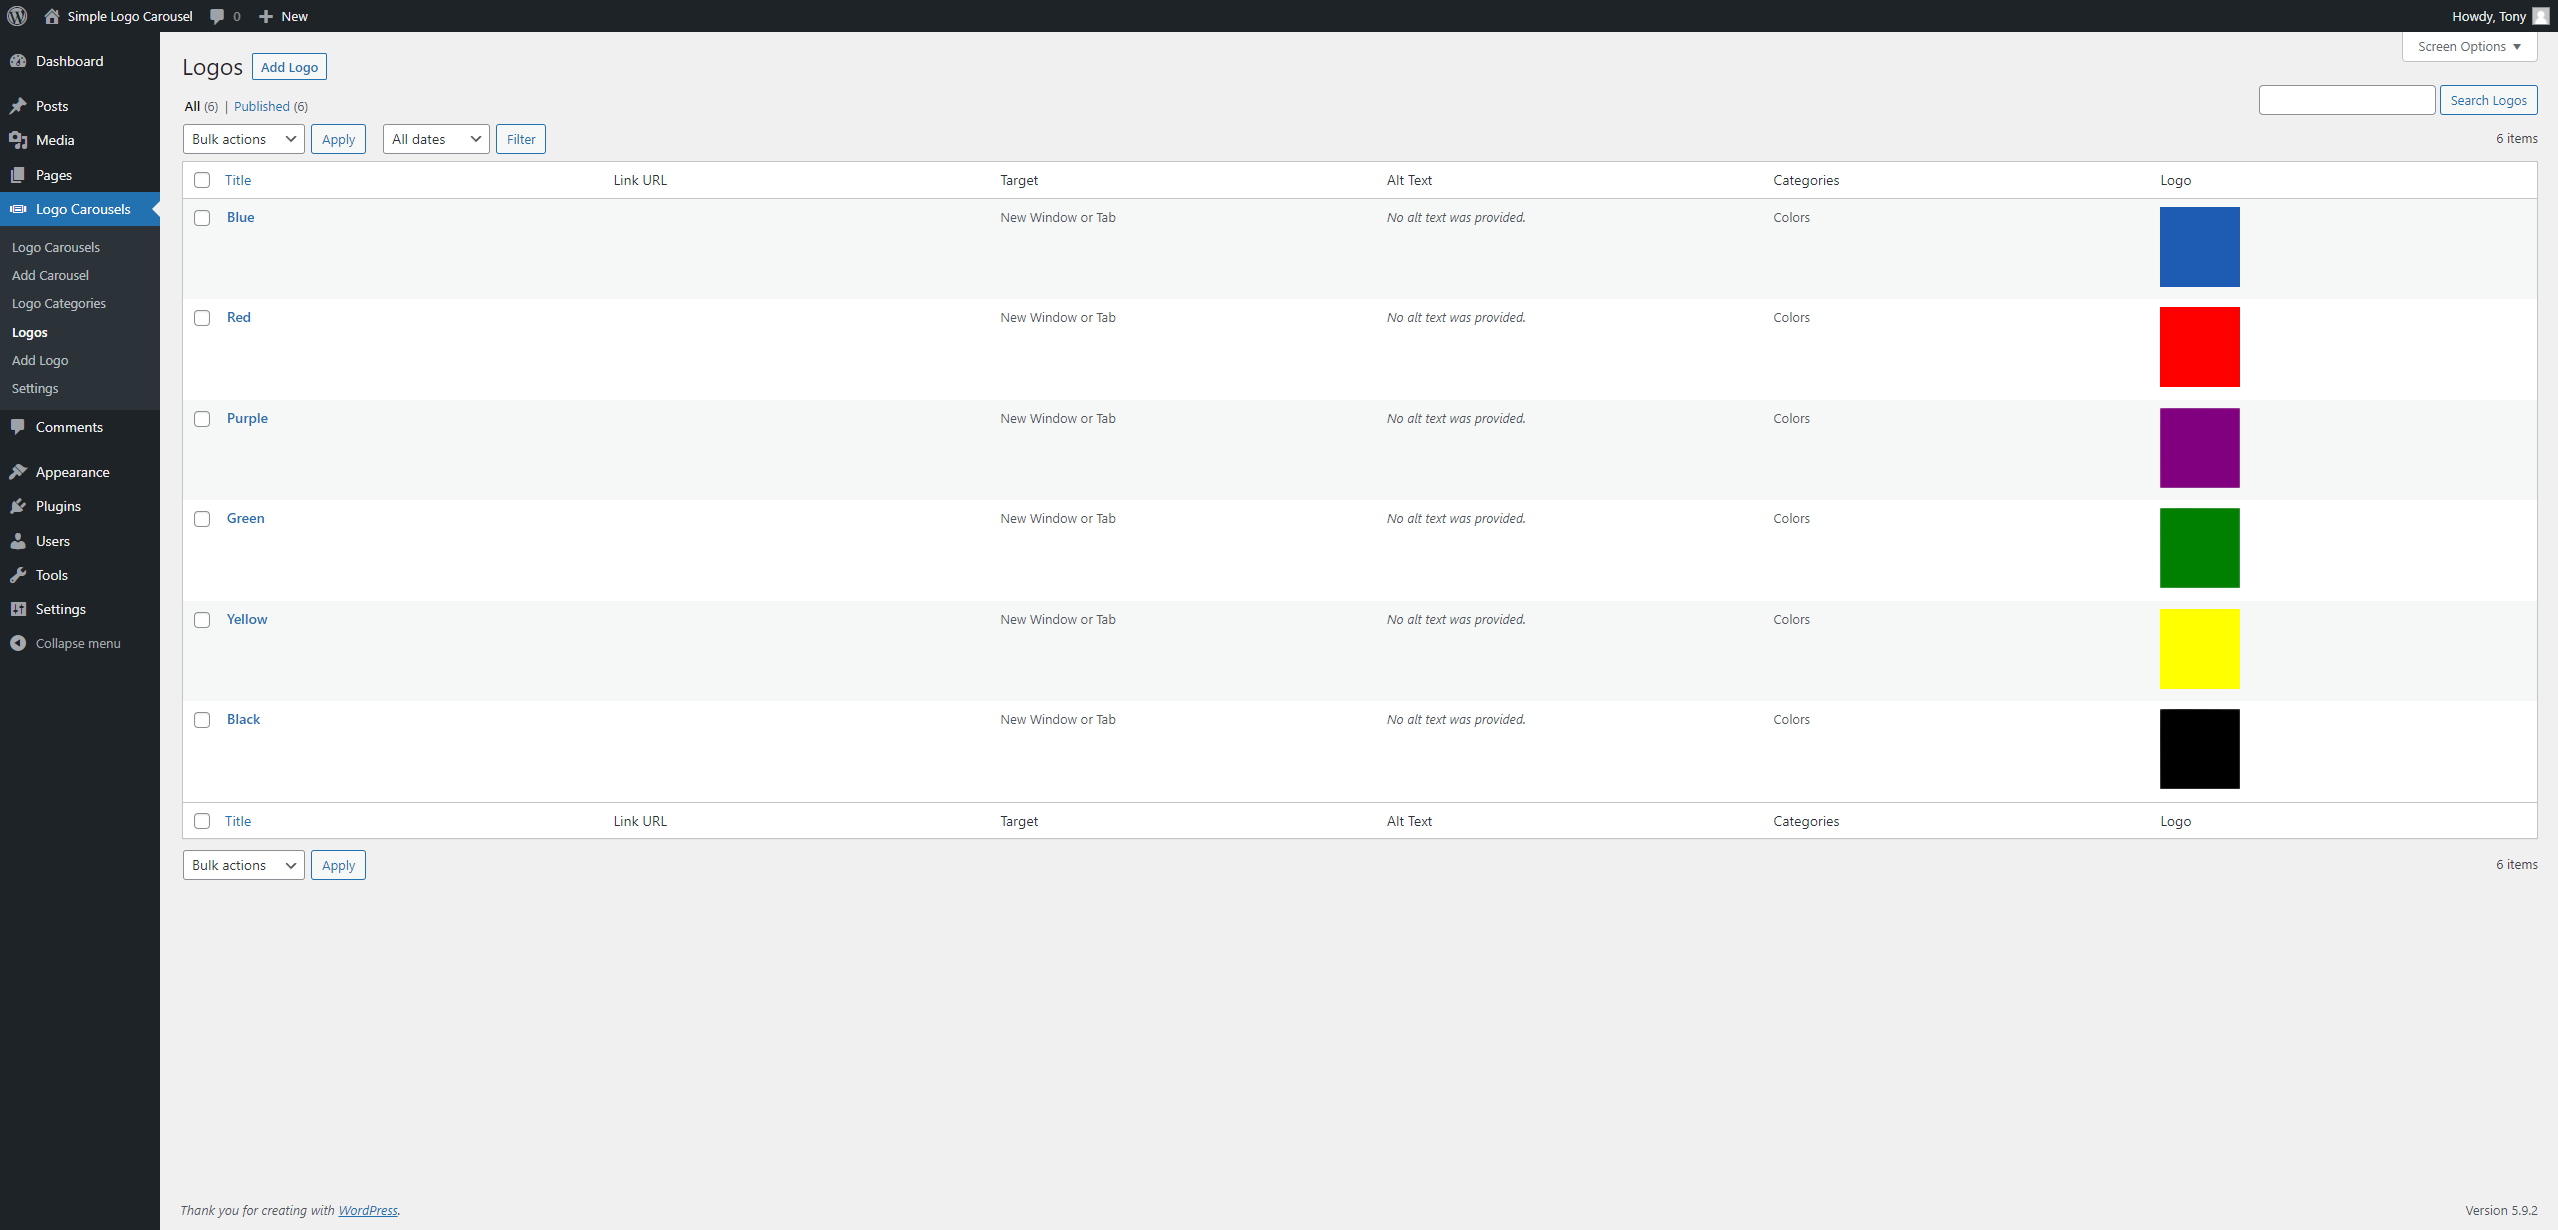 Simple Logo Carousel 0 New Howdy, Tony
Dashboard
Posts
Media
Pages
Logo Carousels
Logo Carousels
Add Carousel
Logo Categories
Logos
Add Logo
Settings
Comments
Appearance
Plugins
Users
Tools
Settings
Collapse menu
Screen Options
Logos Add Logo
All (6) | Published (6)
Search Logos
Bulk actions Apply All dates Filter 6 items
Title Link URL Target Alt Text Categories Logo
Blue New Window or Tab No alt text was provided. Colors
Red New Window or Tab No alt text was provided. Colors
Purple New Window or Tab No alt text was provided. Colors
Green New Window or Tab No alt text was provided. Colors
Yellow New Window or Tab No alt text was provided. Colors
Black New Window or Tab No alt text was provided. Colors
Title Link URL Target Alt Text Categories Logo
Bulk actions Apply 6 items
Thank you for creating with WordPress. Version 5.9.2